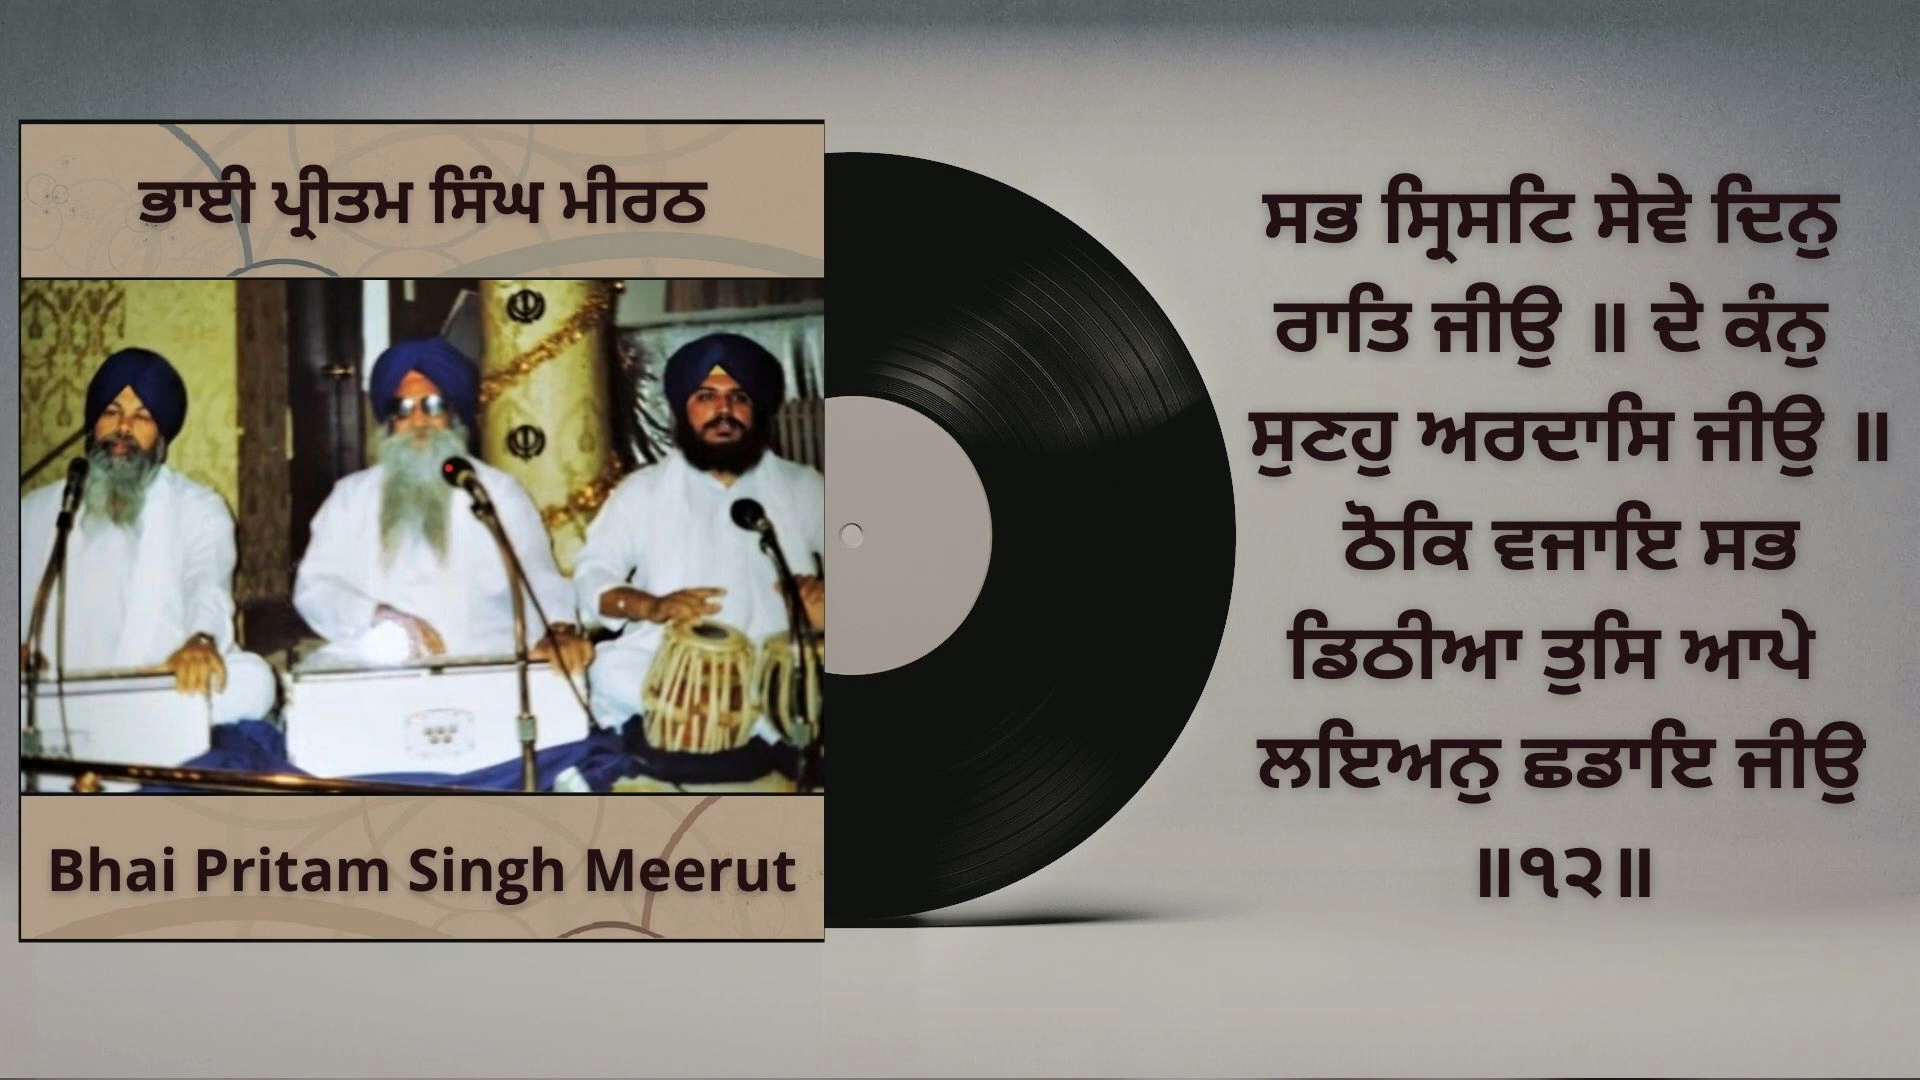 ਭਾਈ ਪ੍ਰੀਤਮ ਸਿੰਘ ਮੀਰਠ
Bhai Pritam Singh Meerut
ਸਭ ਸ੍ਰਿਸਟਿ ਸੇਵੇ ਦਿਨੁ
ਰਾਤਿ ਜੀਉ ॥ ਦੇ ਕੰਨੁ
ਸੁਣਹੁ ਅਰਦਾਸਿ ਜੀਉ ॥
ਠੋਕਿ ਵਜਾਇ ਸਭ
ਡਿਠੀਆ ਤੁਸਿ ਆਪੇ
ਲਇਅਨੁ ਛਡਾਇ ਜੀਉ
॥੧੨॥